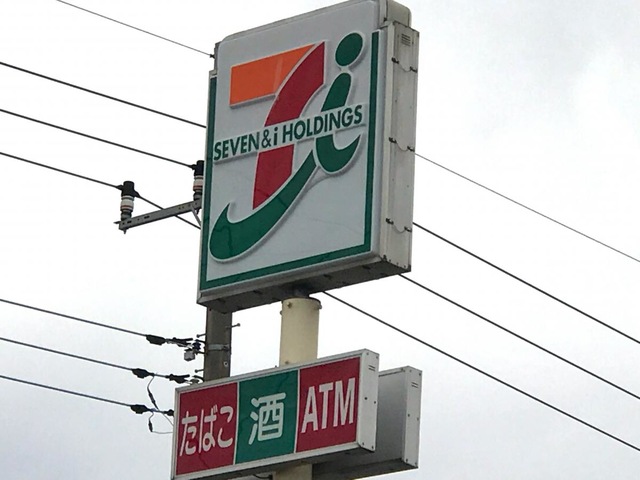 SEVEN&i HOLDINGS
たばこ 酒 ATM